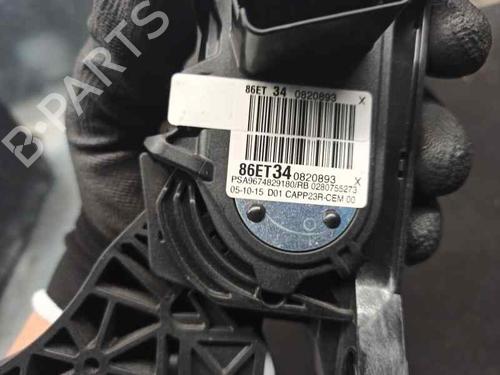 86ET 34 0820893 X
86ET34 0820893 X
PSA9674829180/RB 0280755273
05-10-15 D01 CAPP23R-CEM 00
B-PARTS